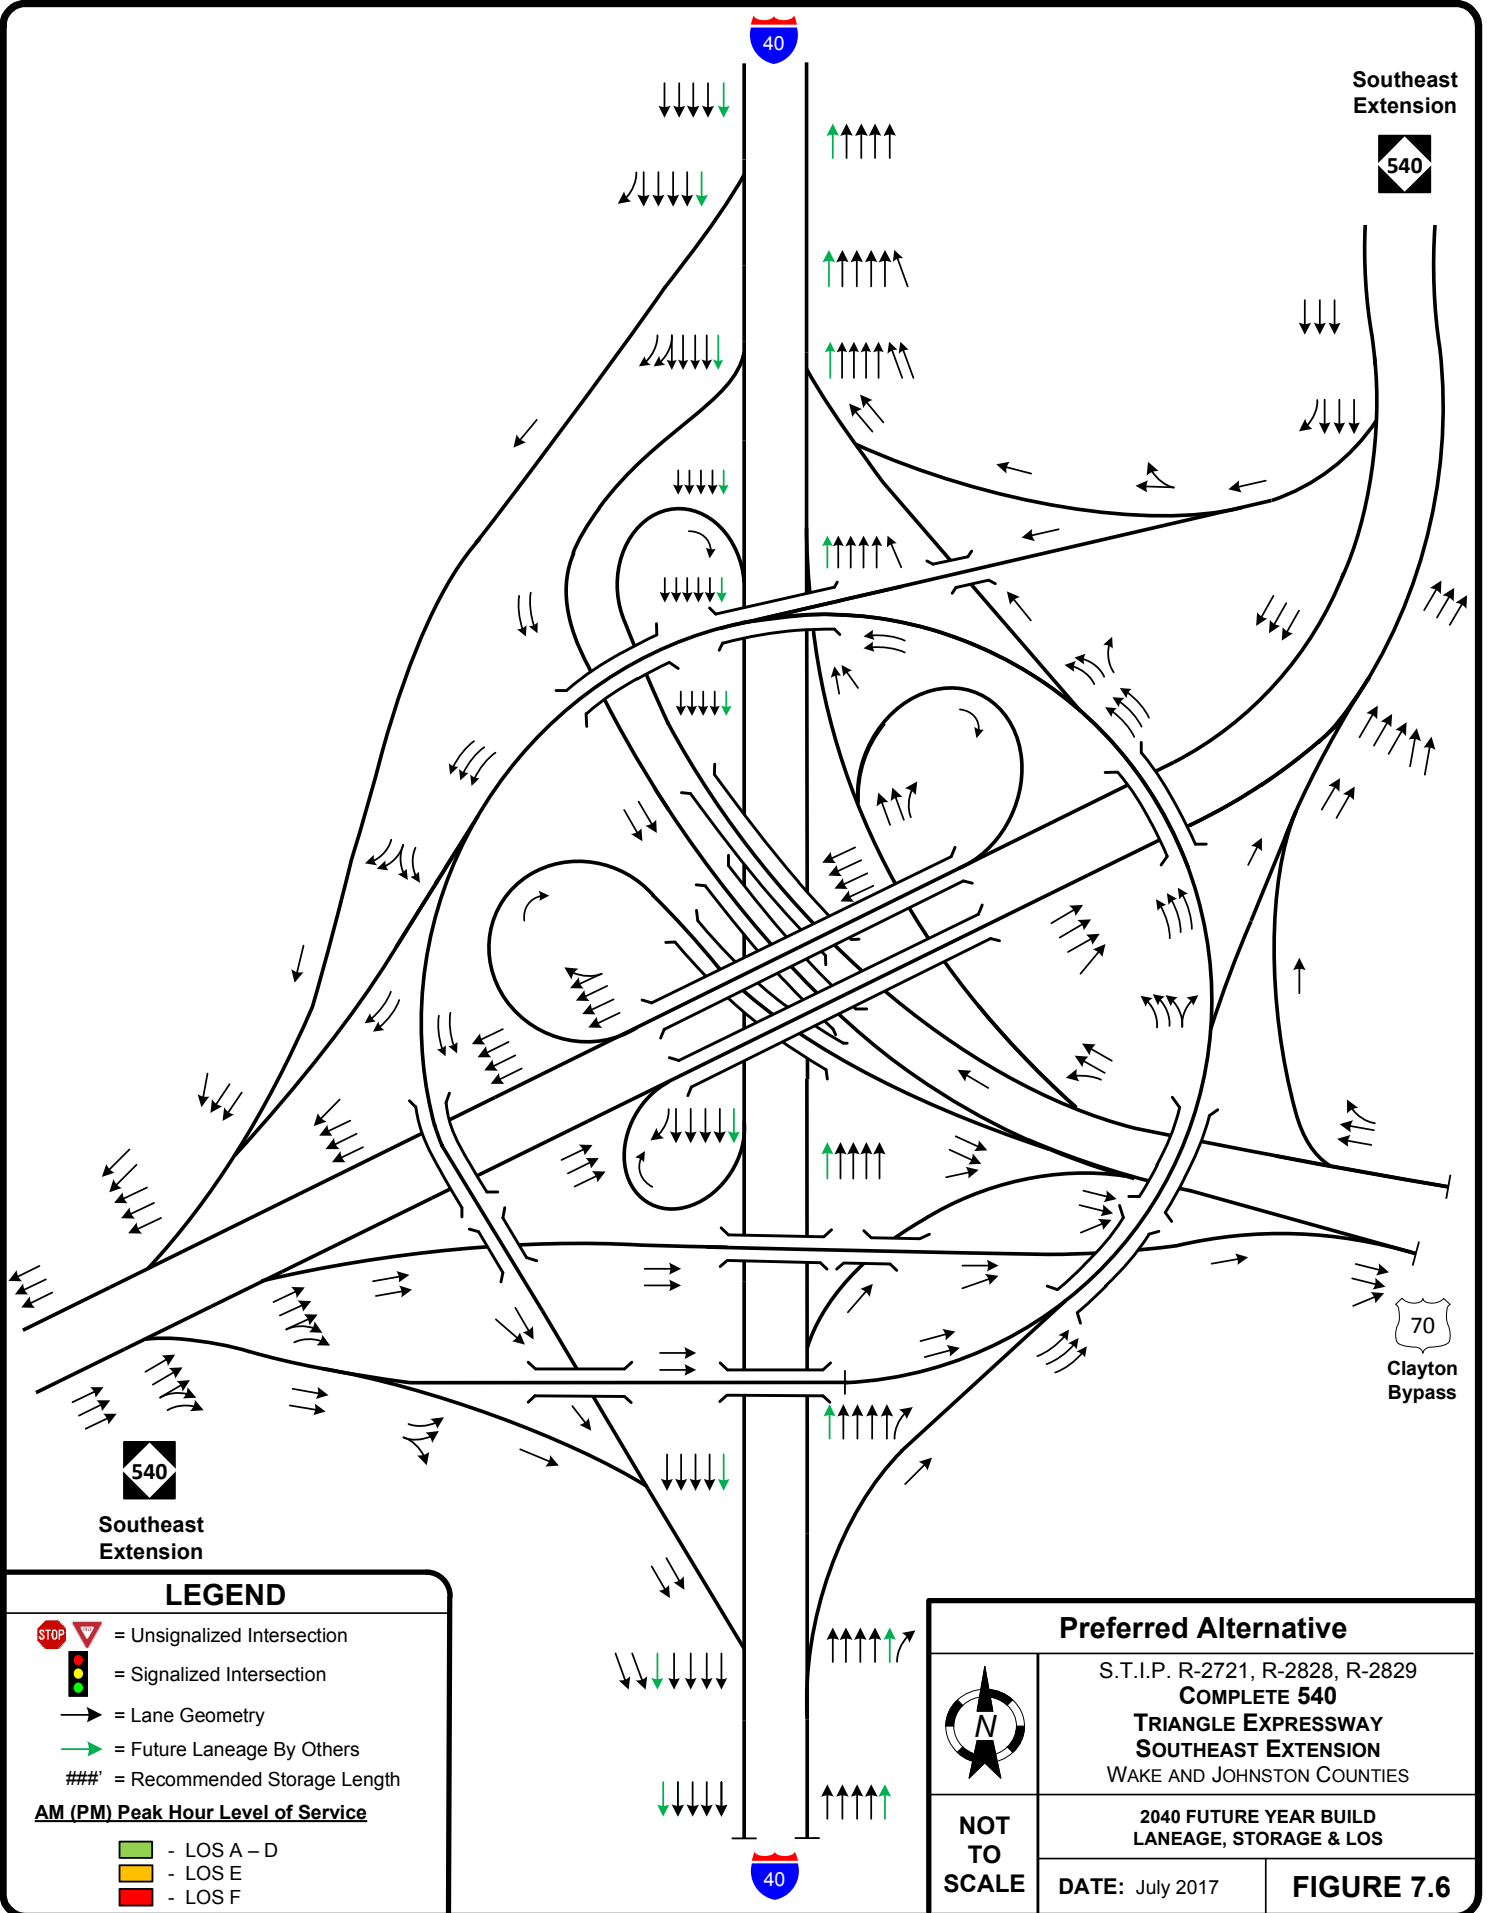 40
Southeast
Extension
540
70
Clayton
Bypass
540
Southeast
Extension
LEGEND
STOP = Unsignalized Intersection
= Signalized Intersection
= Lane Geometry
= Future Laneage By Others
###' = Recommended Storage Length
AM (PM) Peak Hour Level of Service
- LOS A – D
- LOS E
- LOS F
40
Preferred Alternative
N
S.T.I.P. R-2721, R-2828, R-2829
COMPLETE 540
TRIANGLE EXPRESSWAY
SOUTHEAST EXTENSION
WAKE AND JOHNSTON COUNTIES
NOT
TO
SCALE
2040 FUTURE YEAR BUILD
LANEAGE, STORAGE & LOS
DATE: July 2017
FIGURE 7.6